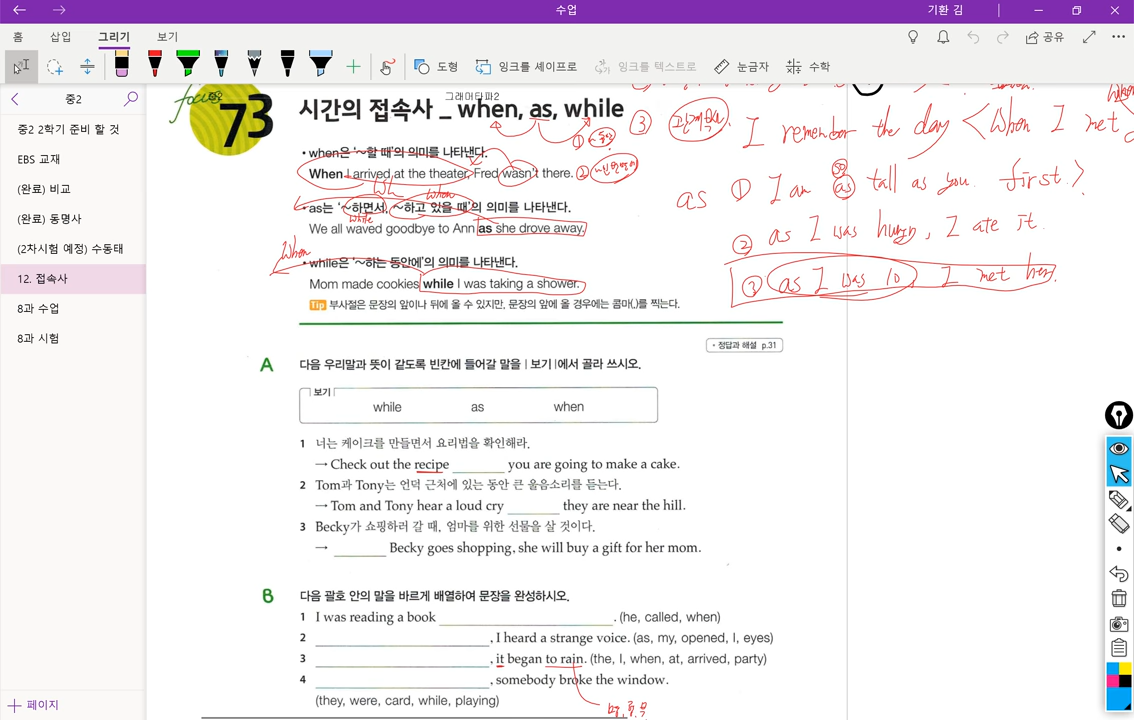 수업
기환 김
홈 삽입 그리기 보기
공유
도형 잉크를 셰이프로 잉크를 텍스트로 눈금자 수학
중2
중2 2학기 준비 할 것
EBS 교재
(완료) 비교
(완료) 동명사
(2차시험 예정) 수동태
12. 접속사
8과 수업
8과 시험
페이지
focus
73
그래머타파2
시간의 접속사 _ when, as, while
• when은 '~할 때'의 의미를 나타낸다.
When I arrived at the theater, Fred wasn't there.
• as는 '~하면서, ~하고 있을 때'의 의미를 나타낸다.
while
when
We all waved goodbye to Ann as she drove away.
when
• while은 '~하는 동안에'의 의미를 나타낸다.
Mom made cookies while I was taking a shower.
Tip 부사절은 문장의 앞이나 뒤에 올 수 있지만, 문장의 앞에 올 경우에는 콤마(,)를 찍는다.
③ I remember the day < When I met
as ① I am so as tall as you. first.>
② as I was hungry, I ate it.
③ as I was 10 I met her.
• 정답과 해설 p.31
A 다음 우리말과 뜻이 같도록 빈칸에 들어갈 말을 |보기|에서 골라 쓰시오.
보기
while as when
1 너는 케이크를 만들면서 요리법을 확인해라.
→ Check out the recipe ________ you are going to make a cake.
2 Tom과 Tony는 언덕 근처에 있는 동안 큰 울음소리를 듣는다.
→ Tom and Tony hear a loud cry ________ they are near the hill.
3 Becky가 쇼핑하러 갈 때, 엄마를 위한 선물을 살 것이다.
→ ________ Becky goes shopping, she will buy a gift for her mom.
B 다음 괄호 안의 말을 바르게 배열하여 문장을 완성하시오.
1 I was reading a book ________________. (he, called, when)
2 ________________, I heard a strange voice. (as, my, opened, I, eyes)
3 ________________, it began to rain. (the, I, when, at, arrived, party)
4 ________________, somebody broke the window.
(they, were, card, while, playing)